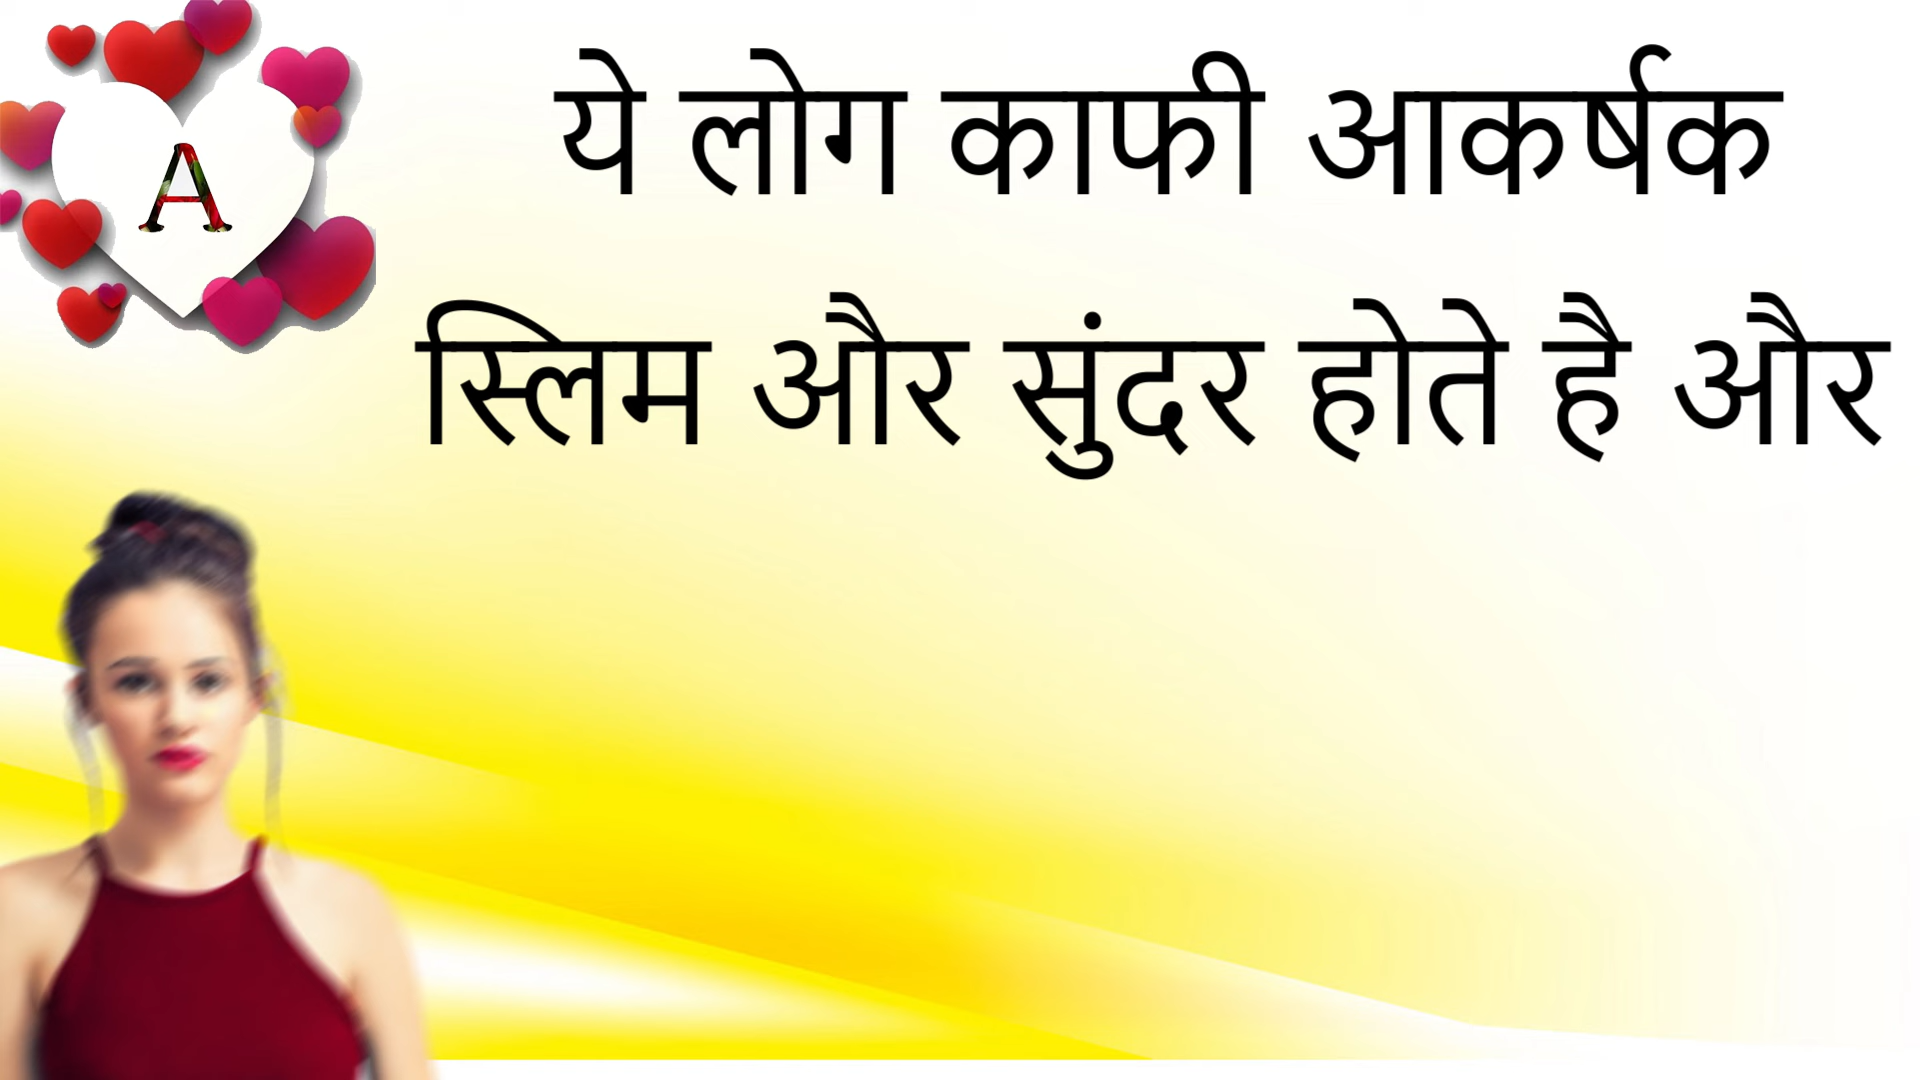 A
ये लोग काफी आकर्षक
स्लिम और सुंदर होते है और